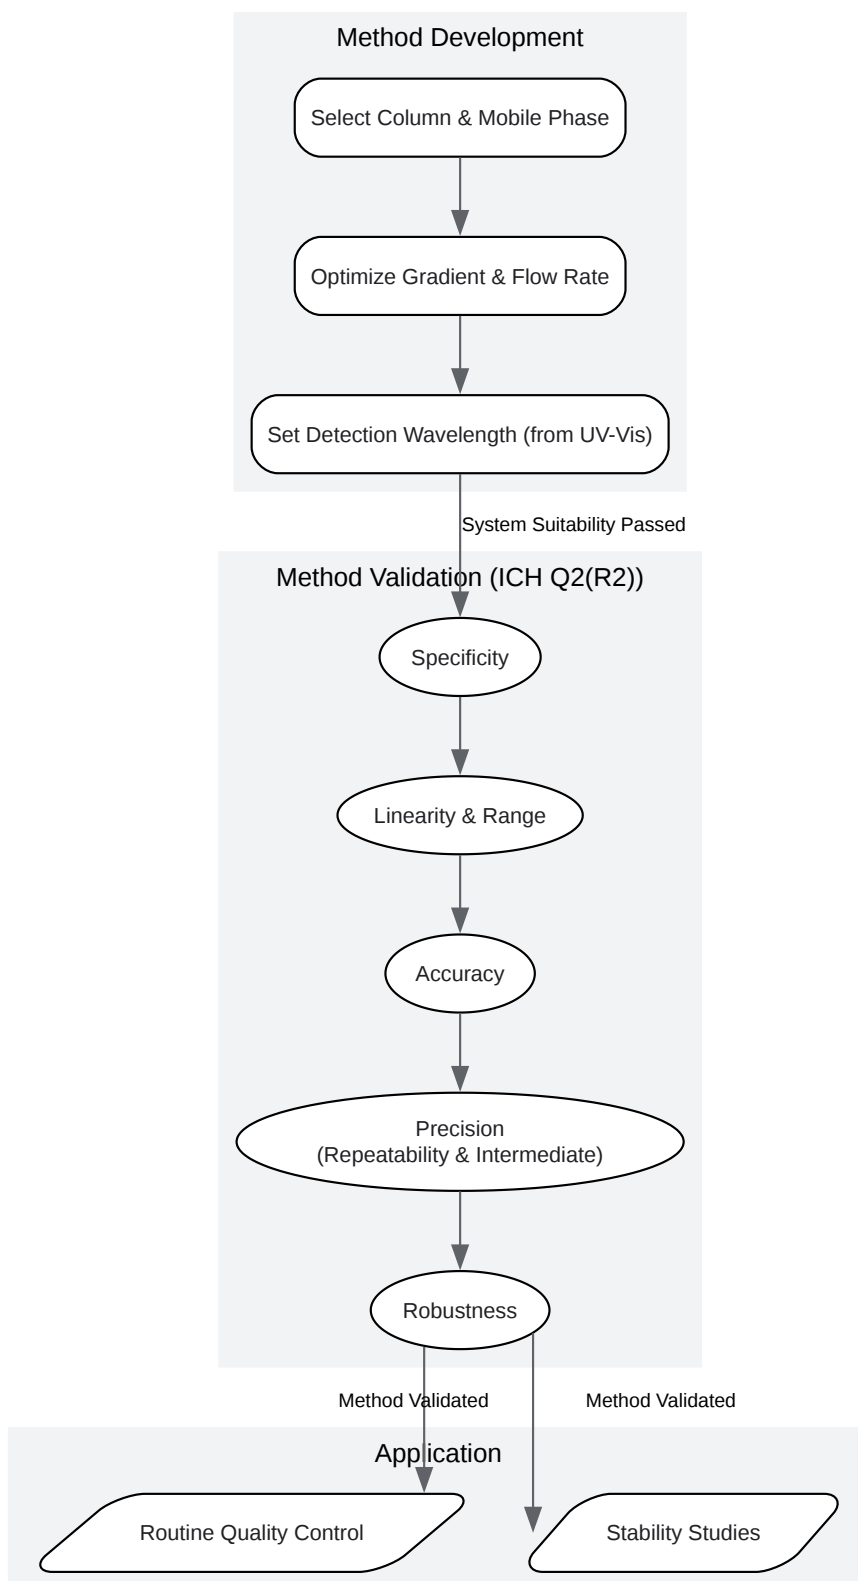 Method Development
Select Column & Mobile Phase
Optimize Gradient & Flow Rate
Set Detection Wavelength (from UV-Vis)
System Suitability Passed
Method Validation (ICH Q2(R2))
Specificity
Linearity & Range
Accuracy
Precision
(Repeatability & Intermediate)
Robustness
Method Validated
Method Validated
Application
Routine Quality Control
Stability Studies